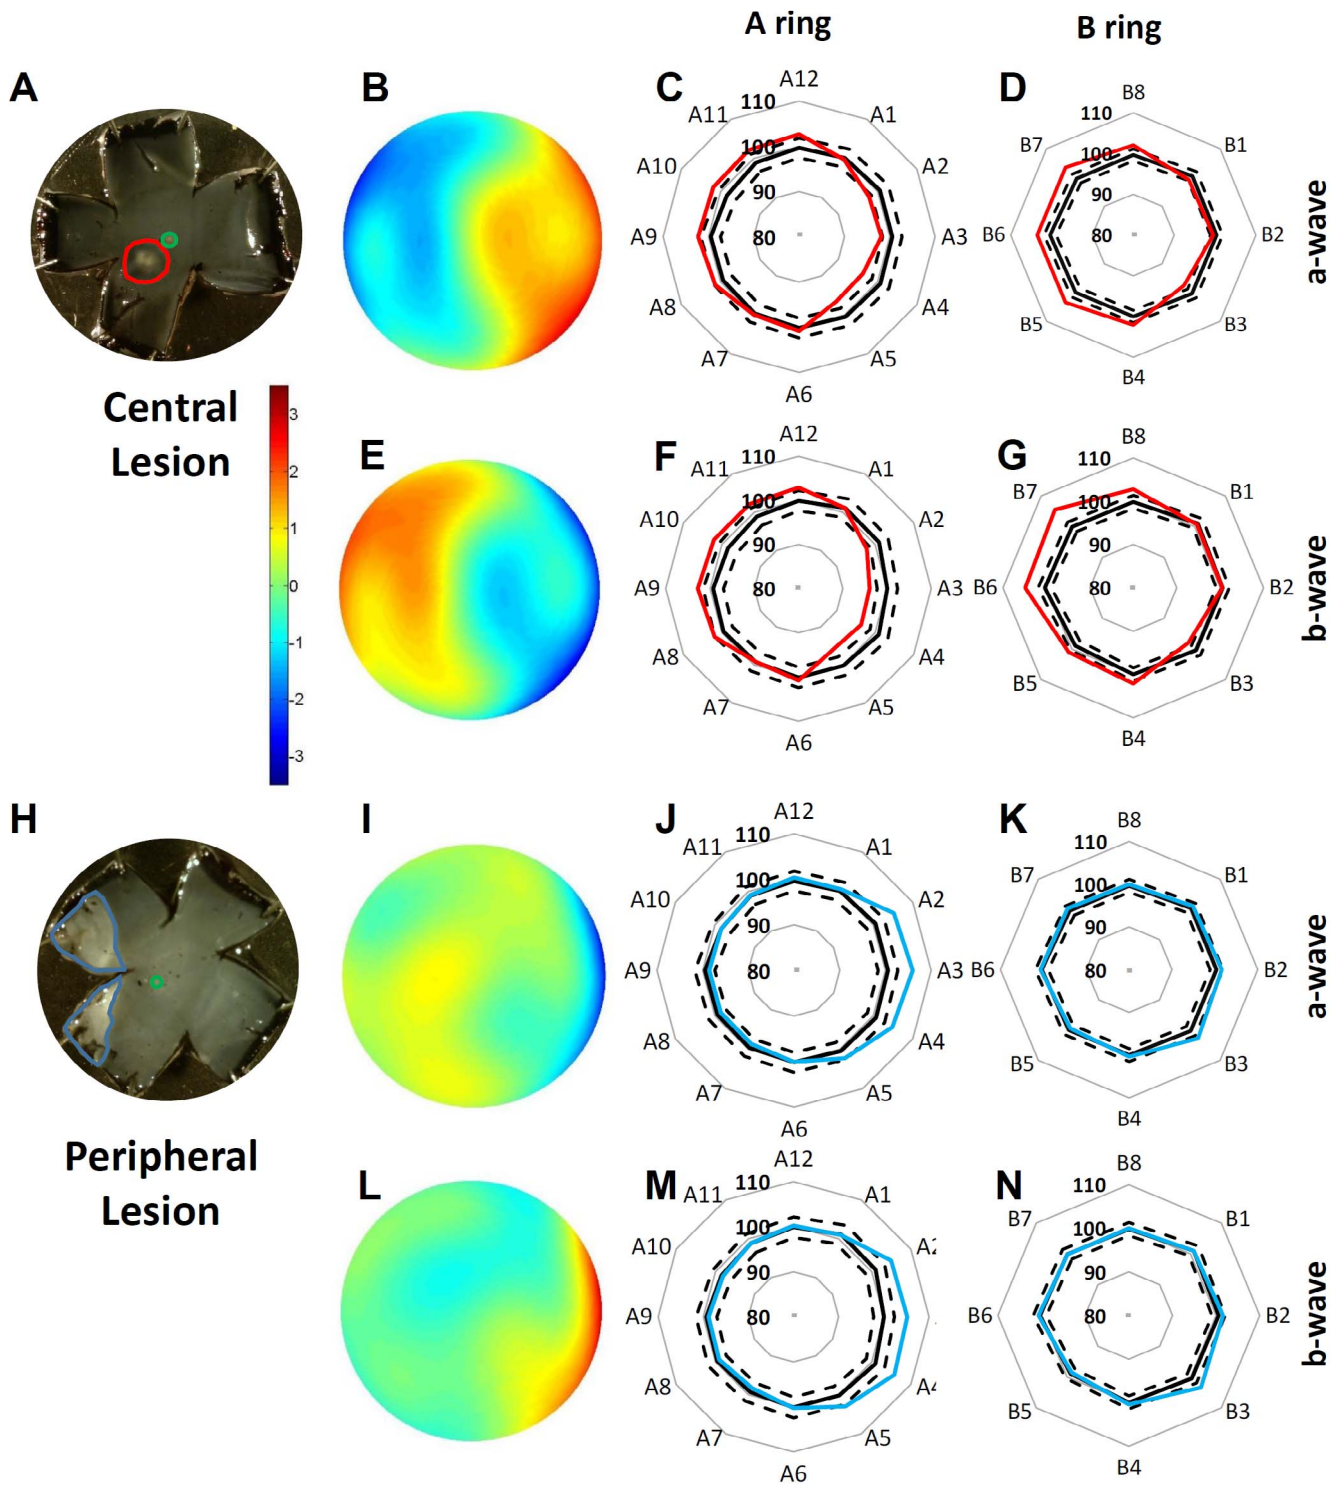 A ring
B ring
A
B
C
D
A12
110
A11
A1
100
A10
A2
90
A9
80
A3
A8
A4
A7
A5
A6
B8
110
B7
B1
100
90
B6
80
B2
B5
B3
B4
a-wave
Central
Lesion
3
2
1
0
-1
-2
-3
E
F
G
A12
110
A11
A1
100
A10
A2
90
A9
80
A3
A8
A4
A7
A5
A6
B8
110
B7
B1
100
90
B6
80
B2
B5
B3
B4
b-wave
H
I
J
K
A12
110
A11
A1
100
A10
A2
90
A9
80
A3
A8
A4
A7
A5
A6
B8
110
B7
B1
100
90
B6
80
B2
B5
B3
B4
a-wave
Peripheral
Lesion
L
M
N
A12
110
A11
A1
100
A10
90
A9
80
A8
A7
A5
A6
B8
110
B7
B1
100
90
B6
80
B2
B5
B3
B4
b-wave